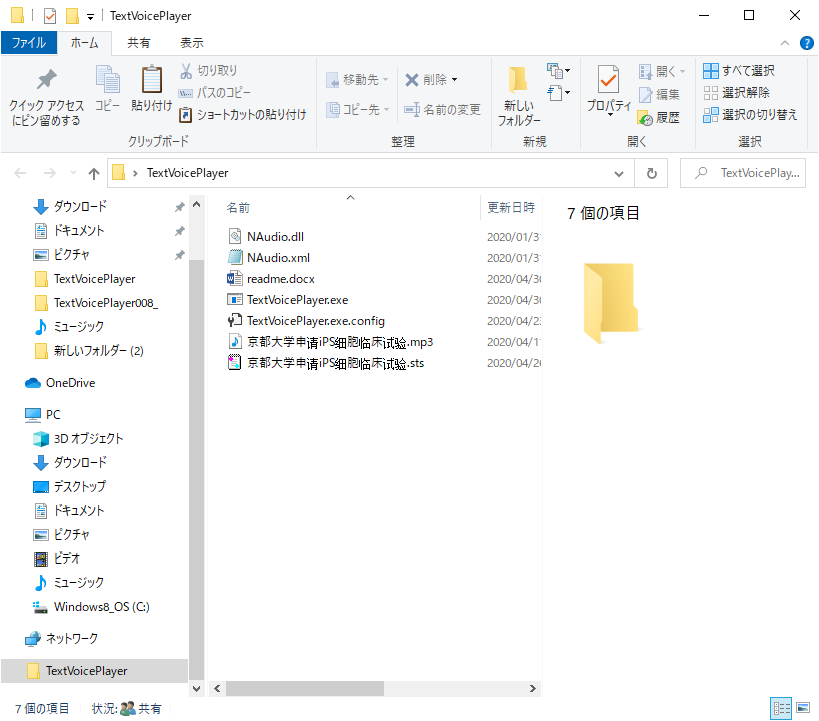 TextVoicePlayer
ファイル ホーム 共有 表示
クイック アクセス
にピン留めする
コピー
貼り付け
切り取り
パスのコピー
ショートカットの貼り付け
クリップボード
移動先
コピー先
削除
名前の変更
整理
新しい
フォルダー
新規
プロパティ
開く
編集
履歴
開く
すべて選択
選択解除
選択の切り替え
選択
TextVoicePlayer
TextVoicePlay...
ダウンロード
ドキュメント
ピクチャ
TextVoicePlayer
TextVoicePlayer008_
ミュージック
新しいフォルダー (2)
OneDrive
PC
3D オブジェクト
ダウンロード
デスクトップ
ドキュメント
ピクチャ
ビデオ
ミュージック
Windows8_OS (C:)
ネットワーク
TextVoicePlayer
名前 更新日時
NAudio.dll 2020/01/31
NAudio.xml 2020/01/31
readme.docx 2020/04/30
TextVoicePlayer.exe 2020/04/30
TextVoicePlayer.exe.config 2020/04/23
京都大学申请iPS细胞临床试验.mp3 2020/04/11
京都大学申请iPS细胞临床试验.sts 2020/04/26
7 個の項目
7 個の項目 状況: 共有